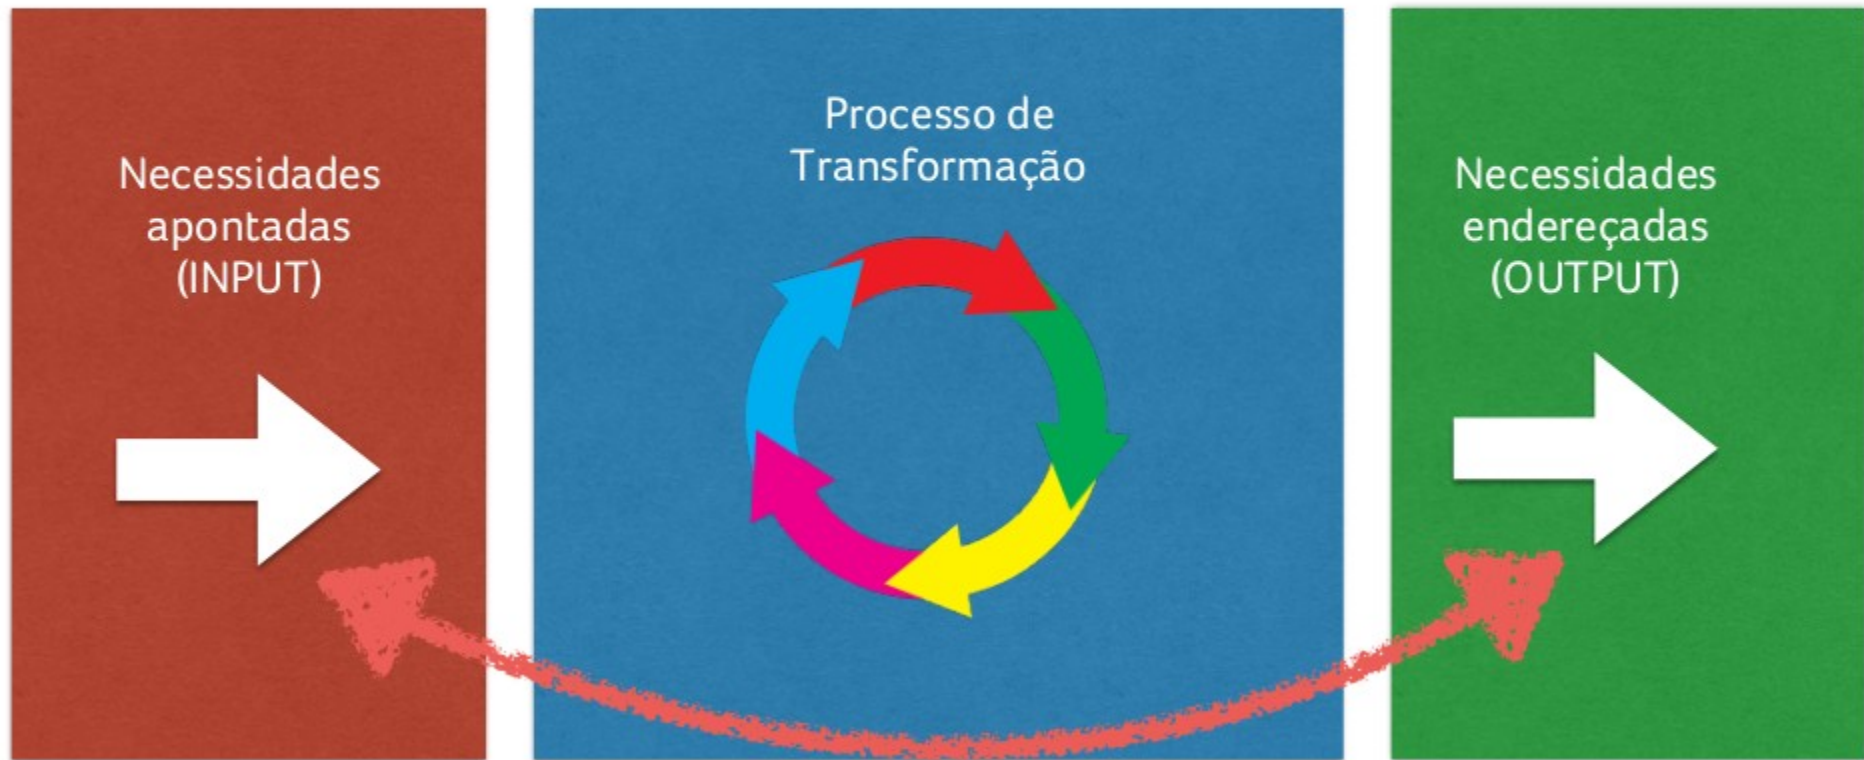 Necessidades
apontadas
(INPUT)
Processo de
Transformação
Necessidades
endereçadas
(OUTPUT)